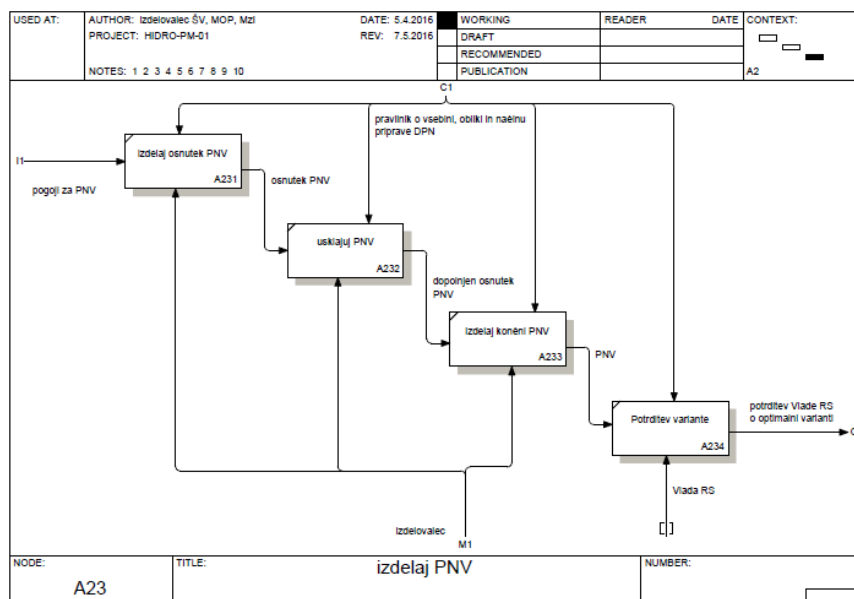 USED AT:
AUTHOR: Izdelovalec ŠV, MOP, MzI
DATE: 5.4.2016
WORKING
READER
DATE
CONTEXT:
PROJECT: HIDRO-PM-01
REV: 7.5.2016
DRAFT
RECOMMENDED
NOTES: 1 2 3 4 5 6 7 8 9 10
PUBLICATION
A2
C1
pravilnik o vsebini, obliki in načinu
priprave DPN
izdelaj osnutek PNV
A231
I1
pogoji za PNV
osnutek PNV
usklajuj PNV
A232
dopolnjen osnutek
PNV
izdelaj končni PNV
A233
PNV
Potrditev variante
A234
potrditev Vlade RS
o optimalni varianti
Vlada RS
Izdelovalec
M1
NODE:
A23
TITLE:
izdelaj PNV
NUMBER: